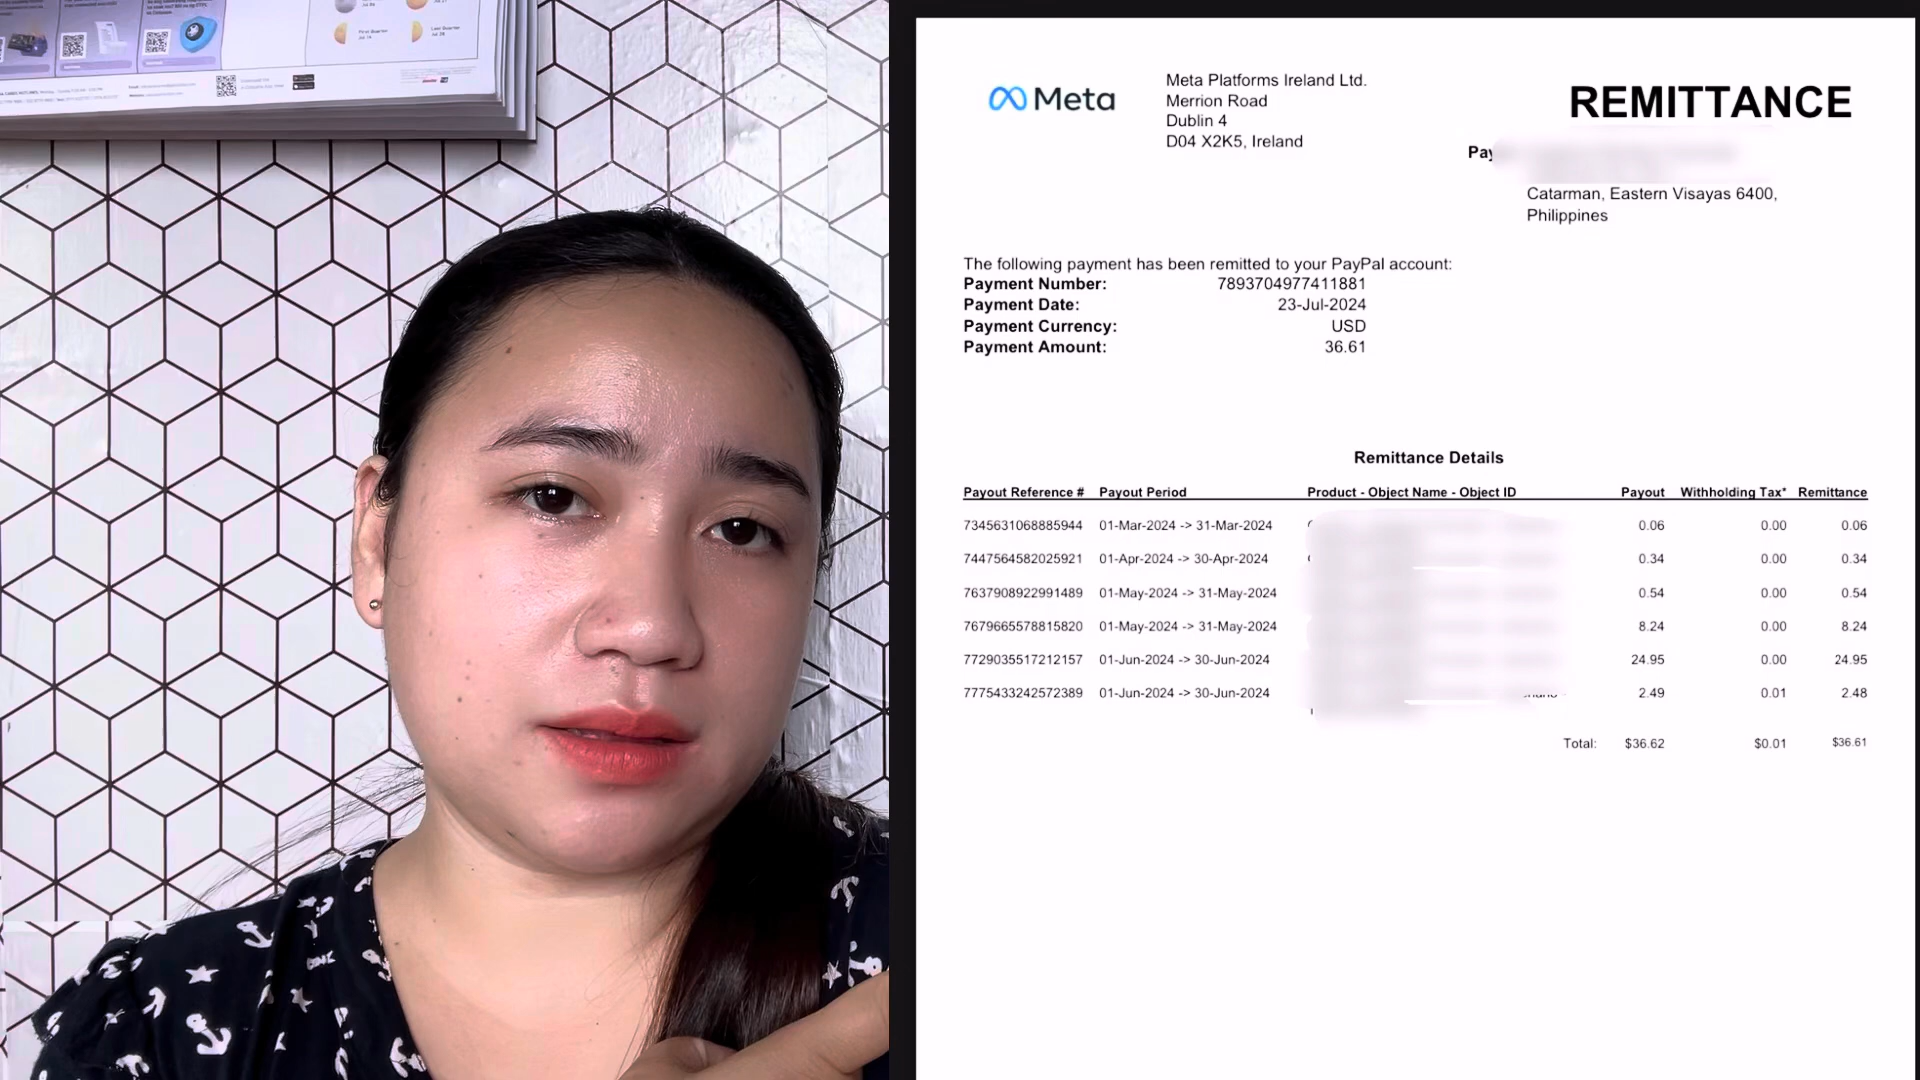 First Quarter
Last Quarter
Meta
Meta Platforms Ireland Ltd.
Merrion Road
Dublin 4
D04 X2K5, Ireland
REMITTANCE
Pay
Catarman, Eastern Visayas 6400,
Philippines
The following payment has been remitted to your PayPal account:
Payment Number: 7893704977411881
Payment Date: 23-Jul-2024
Payment Currency: USD
Payment Amount: 36.61
Remittance Details
Payout Reference # Payout Period Product - Object Name - Object ID Payout Withholding Tax* Remittance
7345631068885944 01-Mar-2024 -> 31-Mar-2024 0.06 0.00 0.06
7447564582025921 01-Apr-2024 -> 30-Apr-2024 0.34 0.00 0.34
7637908922991489 01-May-2024 -> 31-May-2024 0.54 0.00 0.54
7679665578815820 01-May-2024 -> 31-May-2024 8.24 0.00 8.24
7729035517212157 01-Jun-2024 -> 30-Jun-2024 24.95 0.00 24.95
7775433242572389 01-Jun-2024 -> 30-Jun-2024 2.49 0.01 2.48
Total: $36.62 $0.01 $36.61